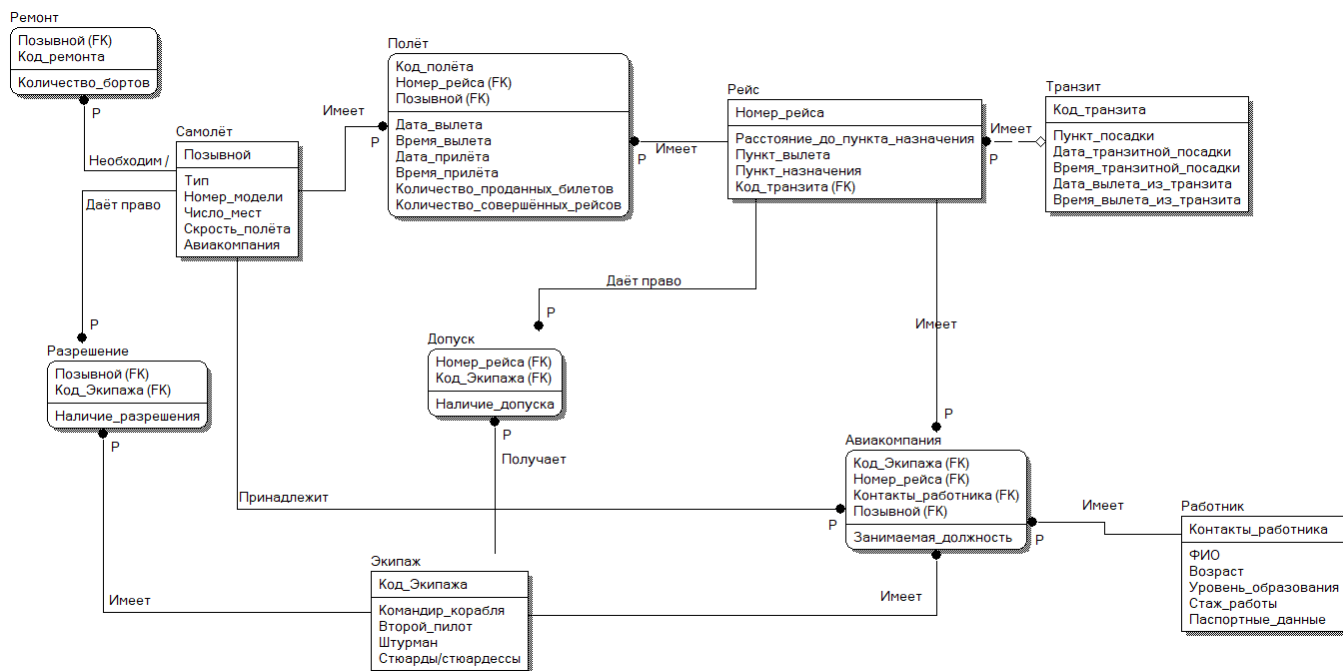 Ремонт
Позывной (FK)
Код_ремонта
Количество_бортов
P
Необходим /
Самолёт
Позывной
Тип
Номер_модели
Число_мест
Скрость_полёта
Авиакомпания
Имеет
P
Полёт
Код_полёта
Номер_рейса (FK)
Позывной (FK)
Дата_вылета
Время_вылета
Дата_прилёта
Время_прилёта
Количество_проданных_билетов
Количество_совершённых_рейсов
P
Имеет
Рейс
Номер_рейса
Расстояние_до_пункта_назначения
Пункт_вылета
Пункт_назначения
Код_транзита (FK)
Имеет
P
Транзит
Код_транзита
Пункт_посадки
Дата_транзитной_посадки
Время_транзитной_посадки
Дата_вылета_из_транзита
Время_вылета_из_транзита
Даёт право
P
Разрешение
Позывной (FK)
Код_Экипажа (FK)
Наличие_разрешения
P
Даёт право
P
Допуск
Номер_рейса (FK)
Код_Экипажа (FK)
Наличие_допуска
P
Получает
Имеет
P
Авиакомпания
Код_Экипажа (FK)
Номер_рейса (FK)
Контакты_работника (FK)
Позывной (FK)
Занимаемая_должность
Принадлежит
P
P
Имеет
Работник
Контакты_работника
ФИО
Возраст
Уровень_образования
Стаж_работы
Паспортные_данные
Имеет
Экипаж
Код_Экипажа
Командир_корабля
Второй_пилот
Штурман
Стюарды/стюардессы
Имеет
P